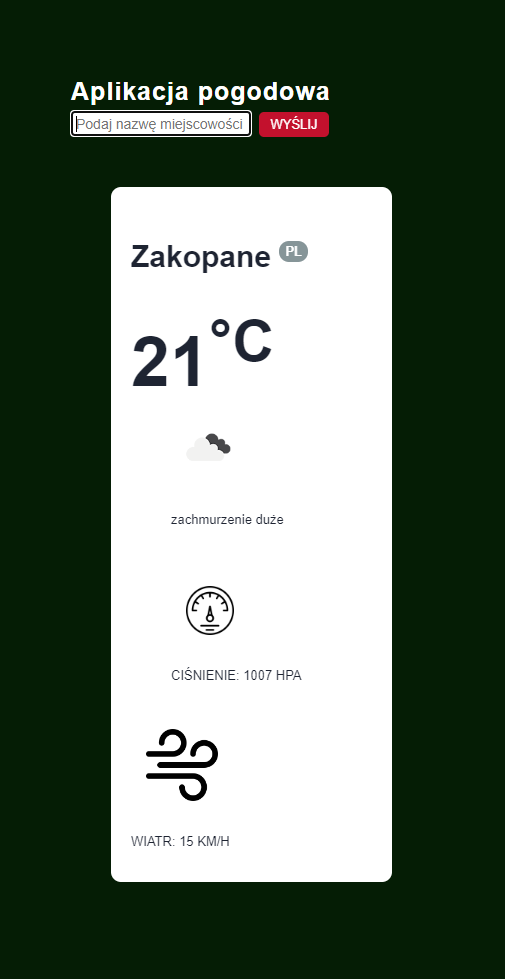 Aplikacja pogodowa
Podaj nazwę miejscowości WYŚLIJ
Zakopane PL
21°C
zachmurzenie duże
CIŚNIENIE: 1007 HPA
WIATR: 15 KM/H